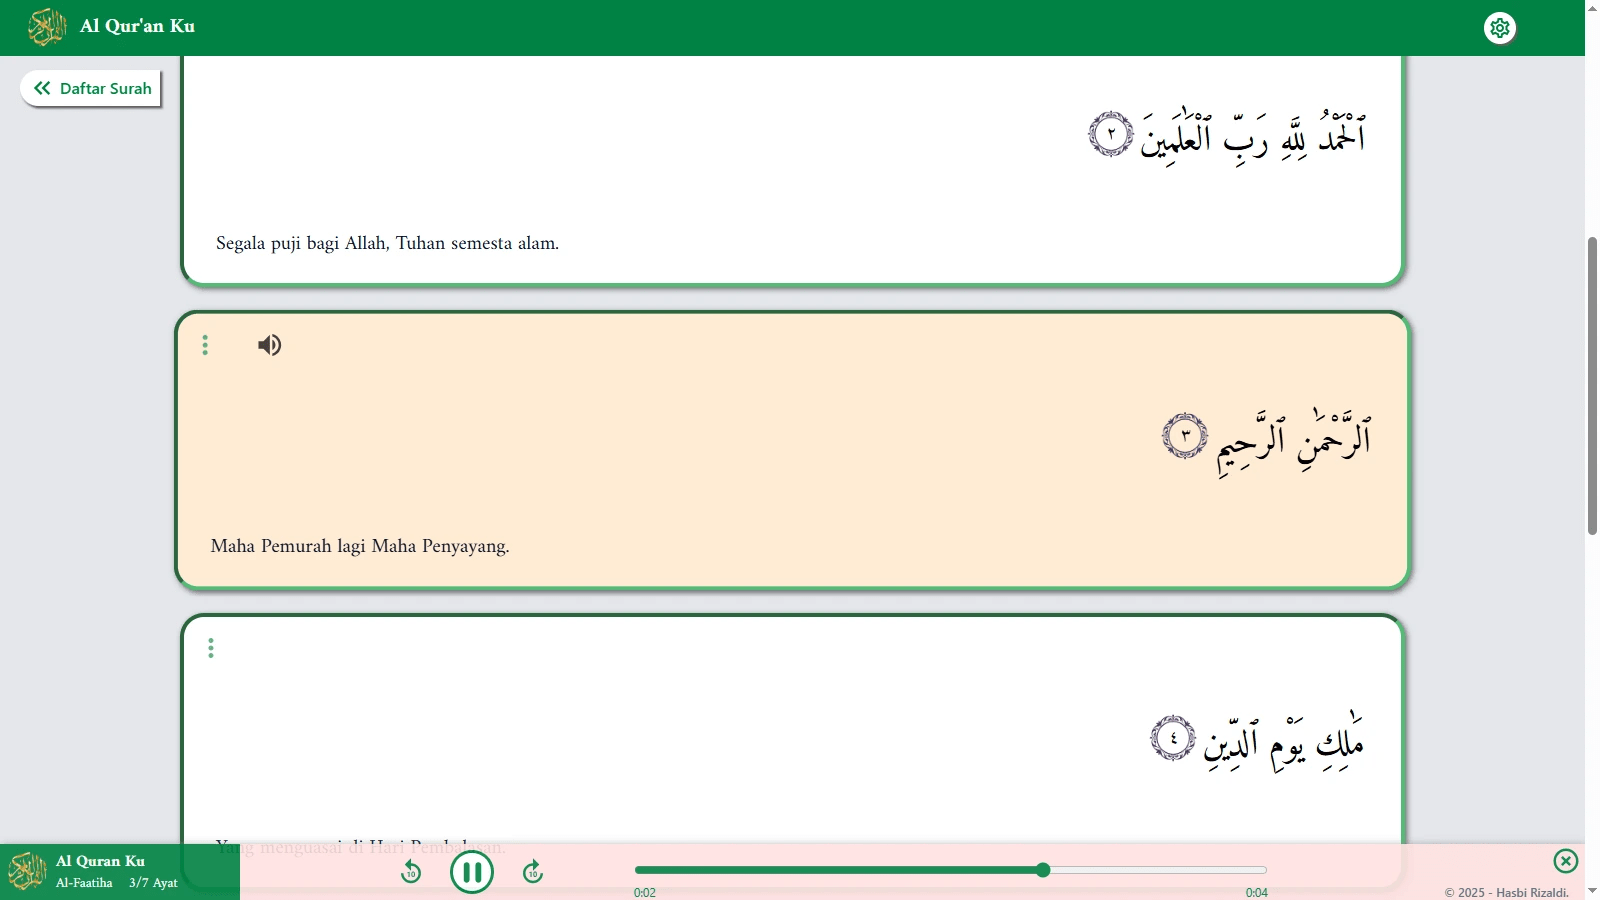 Al Qur'an Ku
Daftar Surah
ٱلْحَمْدُ لِلَّهِ رَبِّ ٱلْعَٰلَمِينَ ٢
Segala puji bagi Allah, Tuhan semesta alam.
ٱلرَّحْمَٰنِ ٱلرَّحِيمِ ٣
Maha Pemurah lagi Maha Penyayang.
مَٰلِكِ يَوْمِ ٱلدِّينِ ٤
Yang menguasai di Hari Pembalasan.
Al Quran Ku
Al-Faatiha 3/7 Ayat
10
10
0:02
0:04
© 2025 - Hasbi Rizaldi.